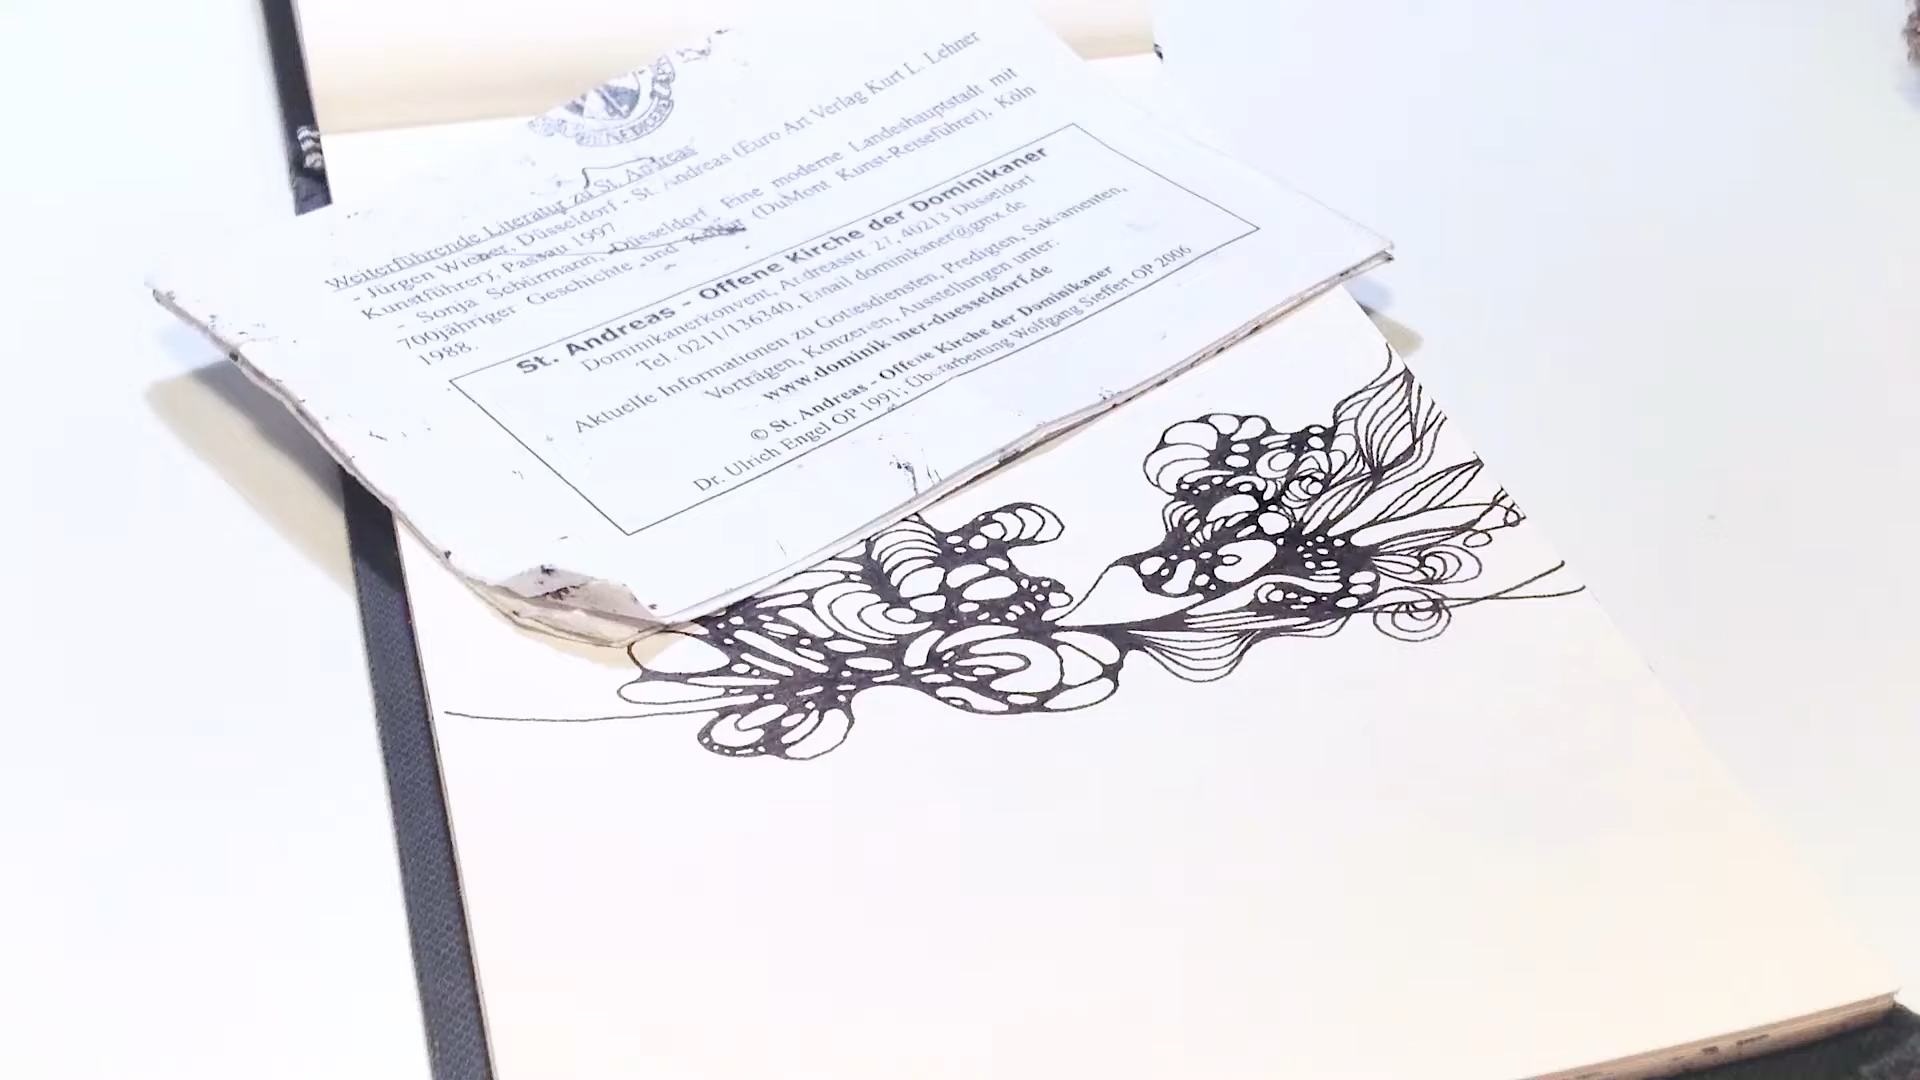 Weiterführende Literatur zu St. Andreas
- Jürgen Wiener, Düsseldorf - St. Andreas (Euro Art Verlag Kurt L. Lehner
Kunstführer), Passau 1997
- Sonja Schürmann, Düsseldorf. Eine moderne Landeshauptstadt mit
700jähriger Geschichte und Kultur (DuMont Kunst-Reiseführer), Köln
1988.
St. Andreas - Offene Kirche der Dominikaner
Dominikanerkonvent, Andreasstr. 27, 40213 Düsseldorf
Tel. 0211/136340, Email dominikaner@gmx.de
Aktuelle Informationen zu Gottesdiensten, Predigten, Sakramenten,
Vorträgen, Konzerten, Ausstellungen unter:
www.dominikaner-duesseldorf.de
© St. Andreas - Offene Kirche der Dominikaner
Dr. Ulrich Engel OP 1991; Überarbeitung Wolfgang Sieffert OP 2006